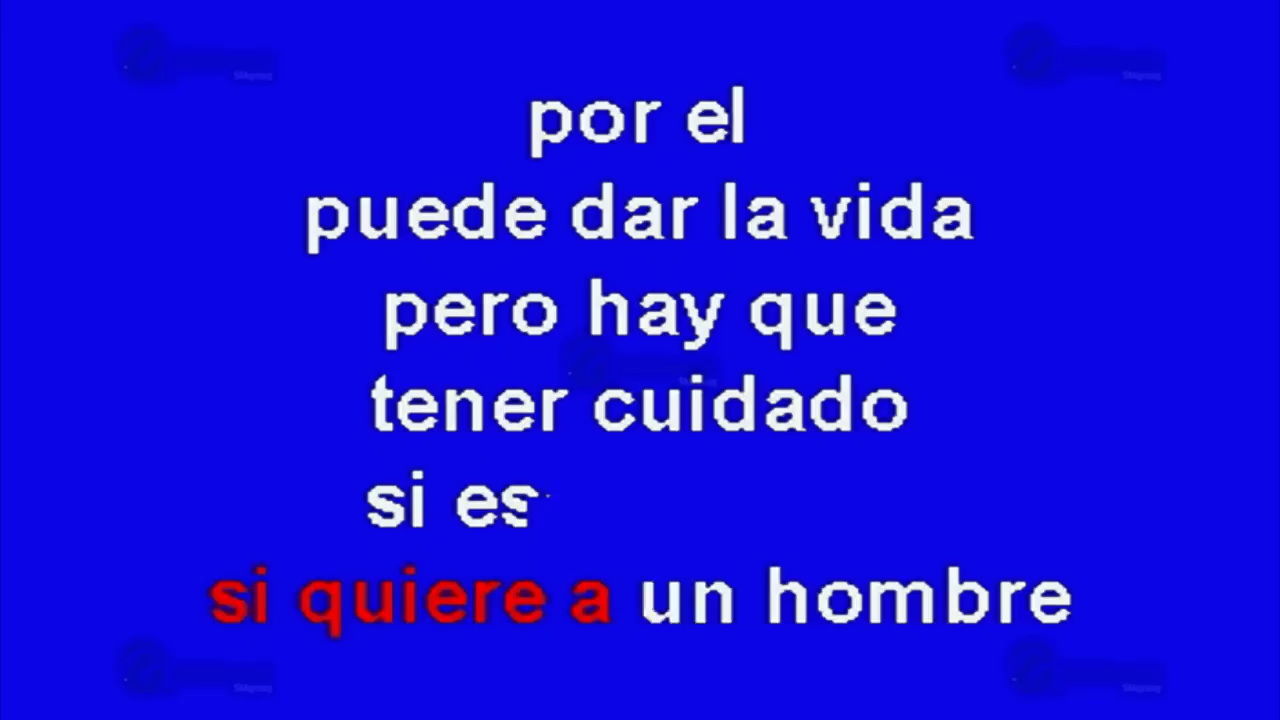 por el
puede dar la vida
pero hay que
tener cuidado
si es
si quiere a un hombre